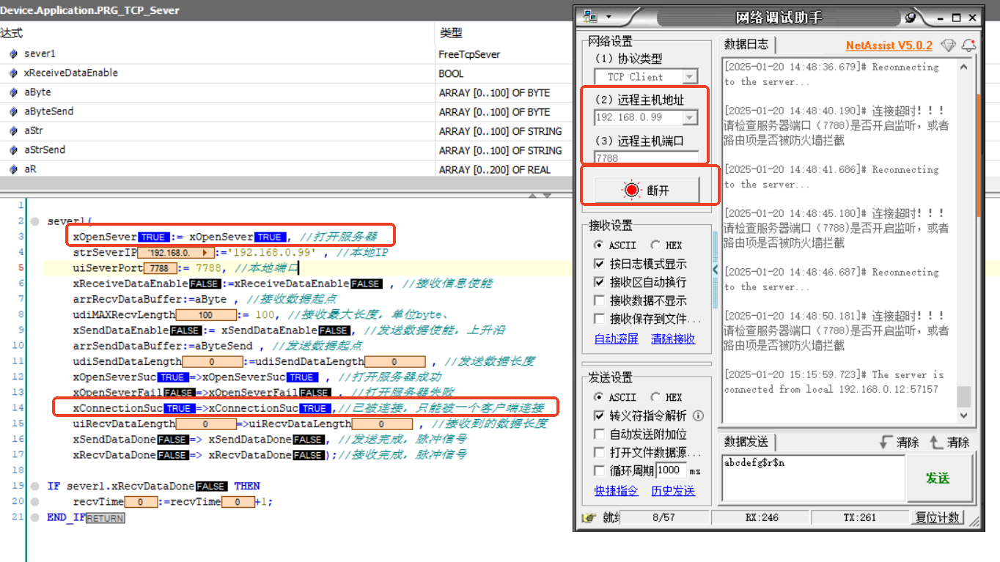 Device.Application.PRG_TCP_Sever
达式 类型
sever1 FreeTcpSever
xReceiveDataEnable BOOL
aByte ARRAY [0..100] OF BYTE
aByteSend ARRAY [0..100] OF BYTE
aStr ARRAY [0..100] OF STRING
aStrSend ARRAY [0..100] OF STRING
aR ARRAY [0..200] OF REAL
1
2 sever1(
3 xOpenSever TRUE := xOpenSever TRUE , //打开服务器
4 strSeverIP '192.168.0. :='192.168.0.99' , //本地IP
5 uiSeverPort 7788 := 7788, //本地端口
6 xReceiveDataEnable FALSE :=xReceiveDataEnable FALSE , //接收信息使能
7 arrRecvDataBuffer:=aByte , //接收数据起点
8 udiMAXRecvLength 100 := 100, //接收最大长度，单位byte、
9 xSendDataEnable FALSE := xSendDataEnable FALSE , //发送数据使能，上升沿
10 arrSendDataBuffer:=aByteSend , //发送数据起点
11 udiSendDataLength 0 :=udiSendDataLength 0 , //发送数据长度
12 xOpenSeverSuc TRUE =>xOpenSeverSuc TRUE , //打开服务器成功
13 xOpenSeverFail FALSE =>xOpenSeverFail FALSE , //打开服务器失败
14 xConnectionSuc TRUE =>xConnectionSuc TRUE ,//已被连接，只能被一个客户端连接
15 uiRecvDataLength 0 =>uiRecvDataLength 0 , //接收到的数据长度
16 xSendDataDone FALSE => xSendDataDone FALSE , //发送完成，脉冲信号
17 xRecvDataDone FALSE => xRecvDataDone FALSE );//接收完成，脉冲信号
18
19 IF sever1.xRecvDataDone FALSE THEN
20 recvTime 0 :=recvTime 0 +1;
21 END_IF RETURN
网络调试助手
网络设置
(1) 协议类型
TCP Client
(2) 远程主机地址
192.168.0.99
(3) 远程主机端口
7788
断开
接收设置
ASCII HEX
按日志模式显示
接收区自动换行
接收数据不显示
接收保存到文件...
自动滚屏 清除接收
发送设置
ASCII HEX
转义符指令解析
自动发送附加位
打开文件数据源...
循环周期 1000 ms
快捷指令 历史发送
数据日志 NetAssist V5.0.2
[2025-01-20 14:48:36.679]# Reconnecting
to the server...
[2025-01-20 14:48:40.190]# 连接超时！！！
请检查服务器端口（7788)是否开启监听，或者
路由项是否被防火墙拦截
[2025-01-20 14:48:41.686]# Reconnecting
to the server...
[2025-01-20 14:48:45.180]# 连接超时！！！
请检查服务器端口（7788)是否开启监听，或者
路由项是否被防火墙拦截
[2025-01-20 14:48:46.687]# Reconnecting
to the server...
[2025-01-20 14:48:50.181]# 连接超时！！！
请检查服务器端口（7788)是否开启监听，或者
路由项是否被防火墙拦截
[2025-01-20 15:15:59.723]# The server is
connected from local 192.168.0.12:57157
数据发送 清除 清除
abcdefg$r$n
发送
就绪 8/57 RX:246 TX:261 复位计数